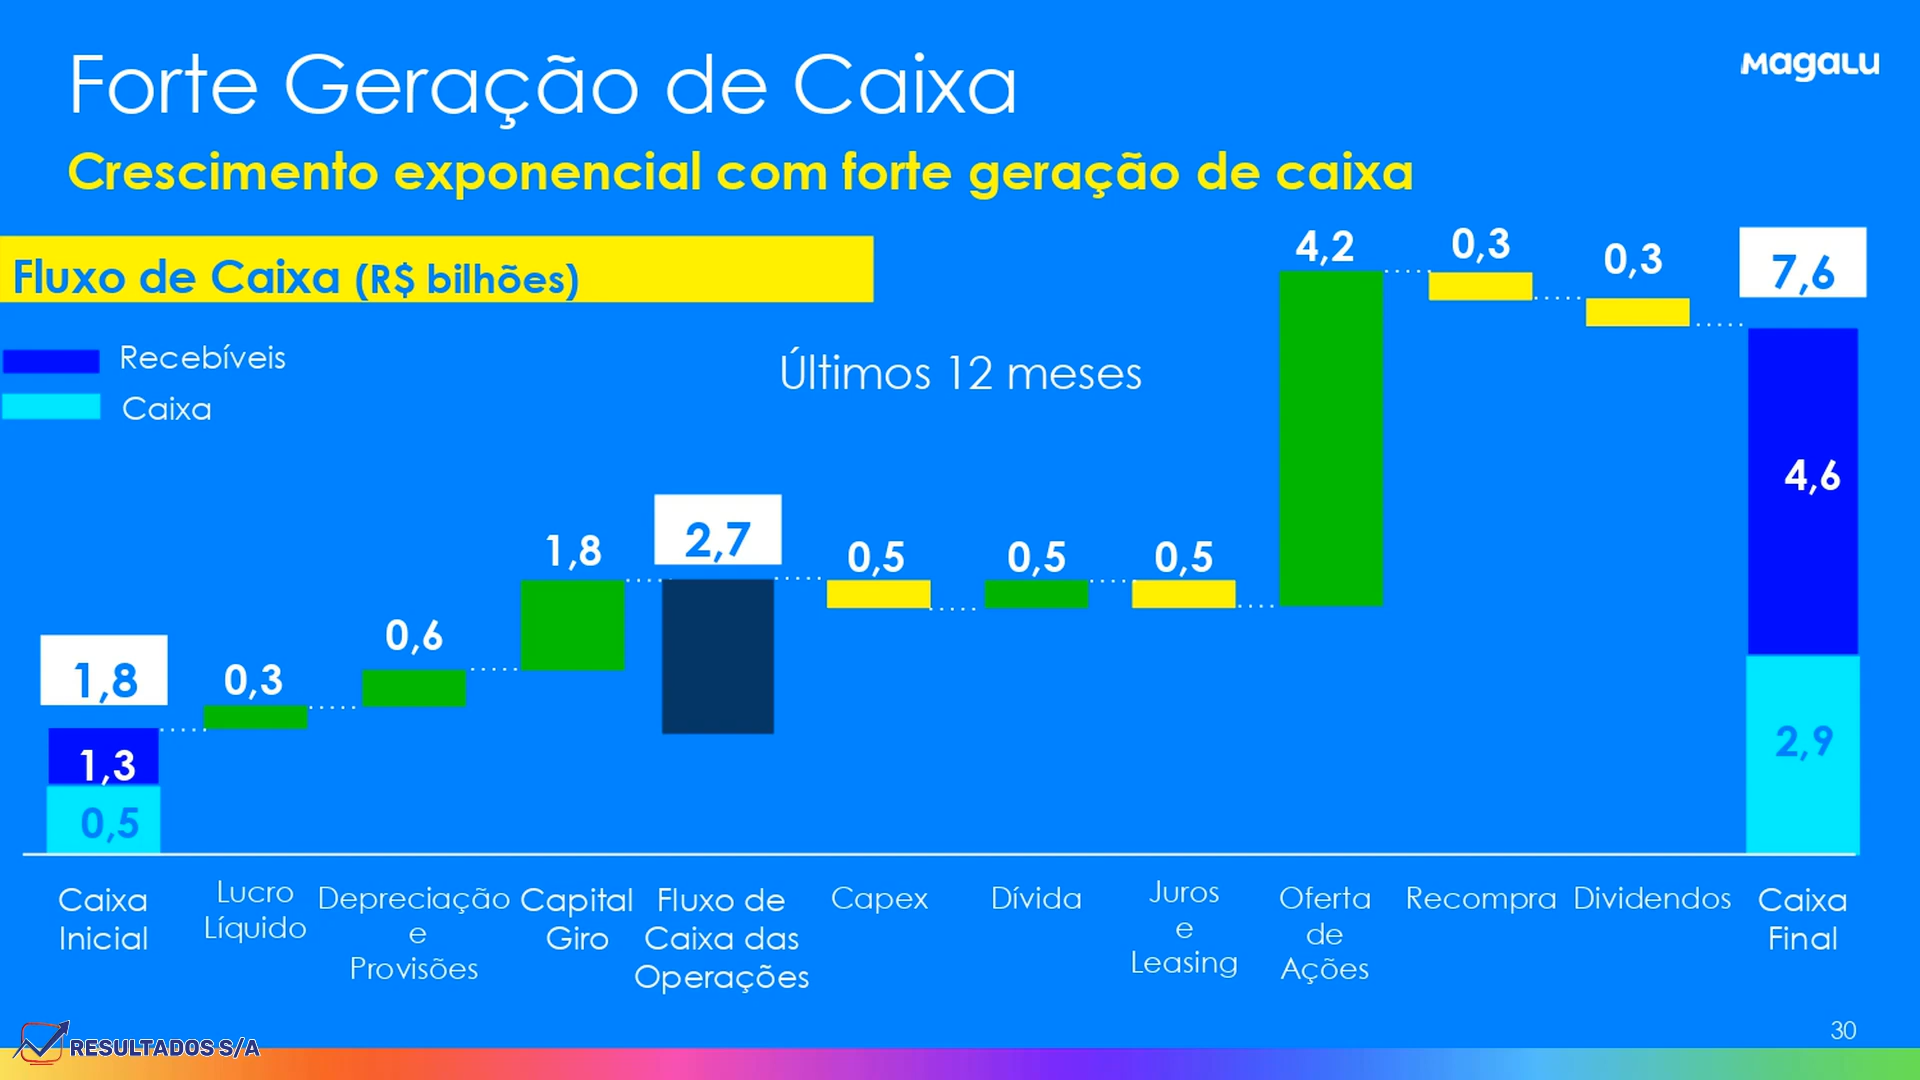 Forte Geração de Caixa
MagaLu
Crescimento exponencial com forte geração de caixa
Fluxo de Caixa (R$ bilhões)
Recebíveis
Caixa
Últimos 12 meses
1,8
1,3
0,5
0,3
0,6
1,8
2,7
0,5
0,5
0,5
4,2
0,3
0,3
7,6
4,6
2,9
Caixa
Inicial
Lucro
Líquido
Depreciação
e
Provisões
Capital
Giro
Fluxo de
Caixa das
Operações
Capex
Dívida
Juros
e
Leasing
Oferta
de
Ações
Recompra
Dividendos
Caixa
Final
30
RESULTADOS S/A